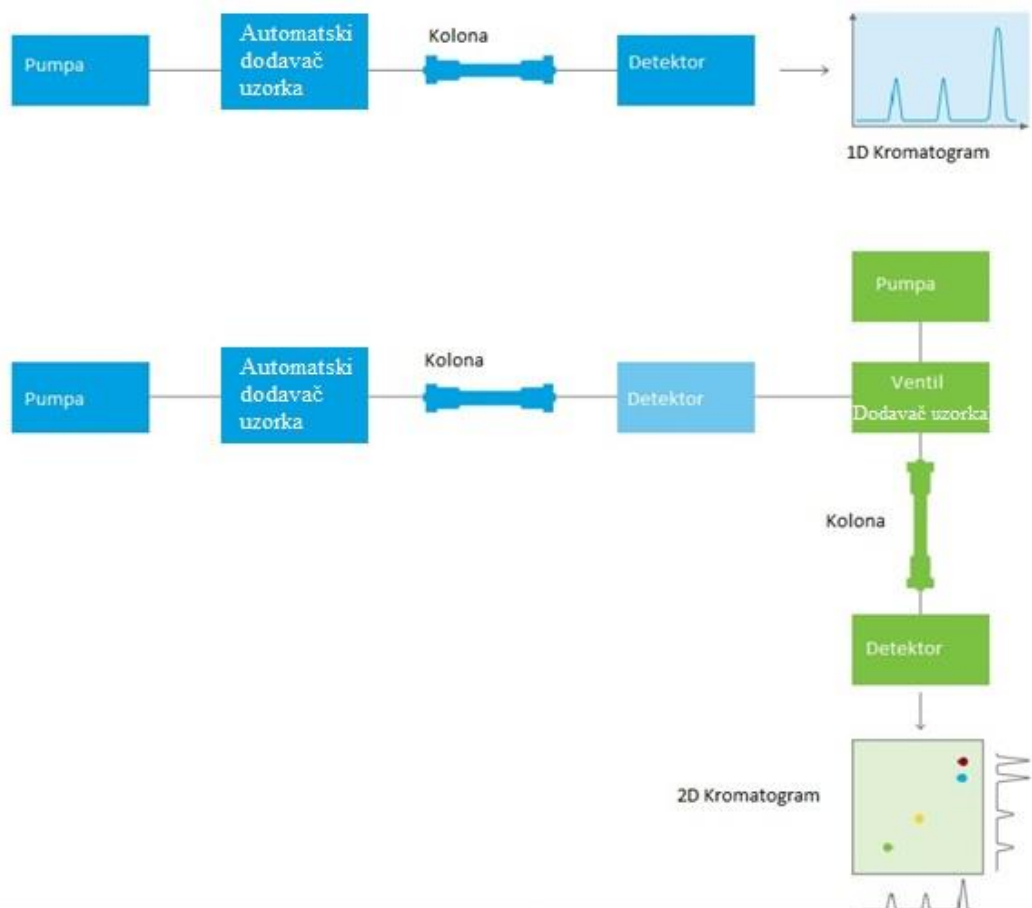 Pumpa
Automatski
dodavač
uzorka
Kolona
Detektor
1D Kromatogram
Pumpa
Pumpa
Automatski
dodavač
uzorka
Kolona
Detektor
Ventil
Dodavač uzorka
Kolona
Detektor
2D Kromatogram